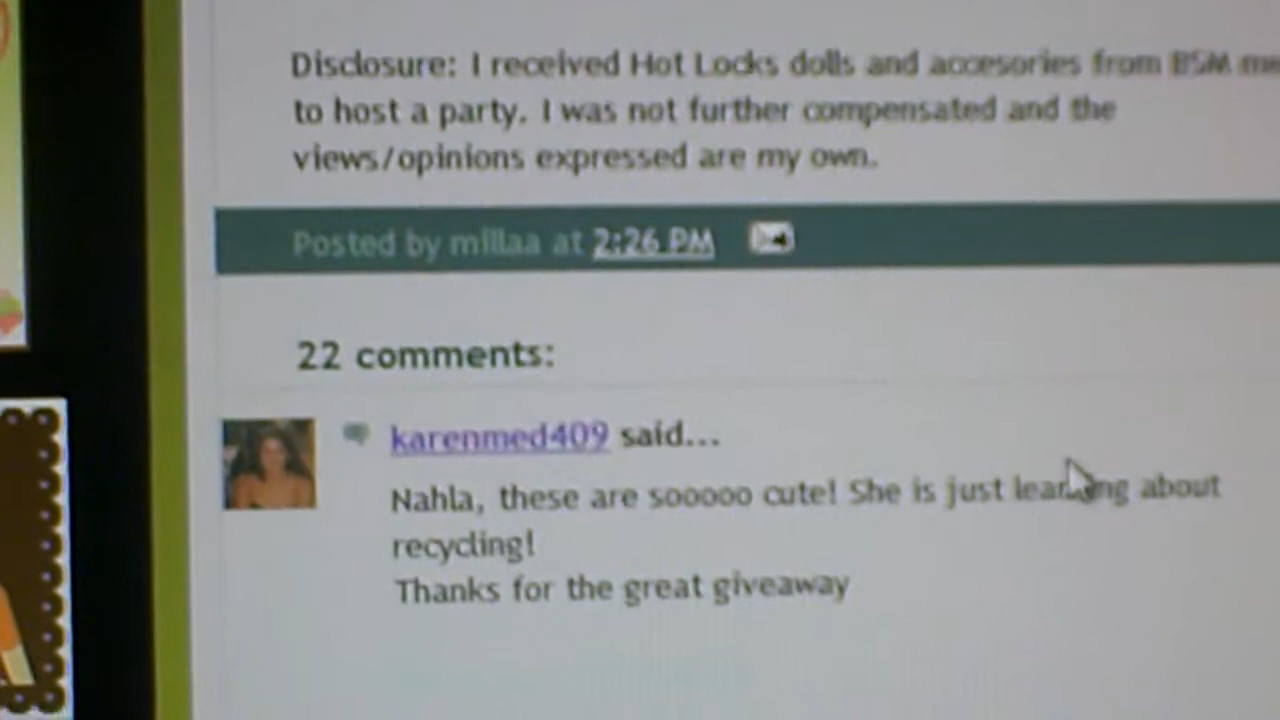 Disclosure: I received Hot Locks dolls and accesories from BSM me
to host a party. I was not further compensated and the
views/opinions expressed are my own.
Posted by millaa at 2:26 PM
22 comments:
karenmed409 said...
Nahla, these are sooooo cute! She is just learning about
recycling!
Thanks for the great giveaway